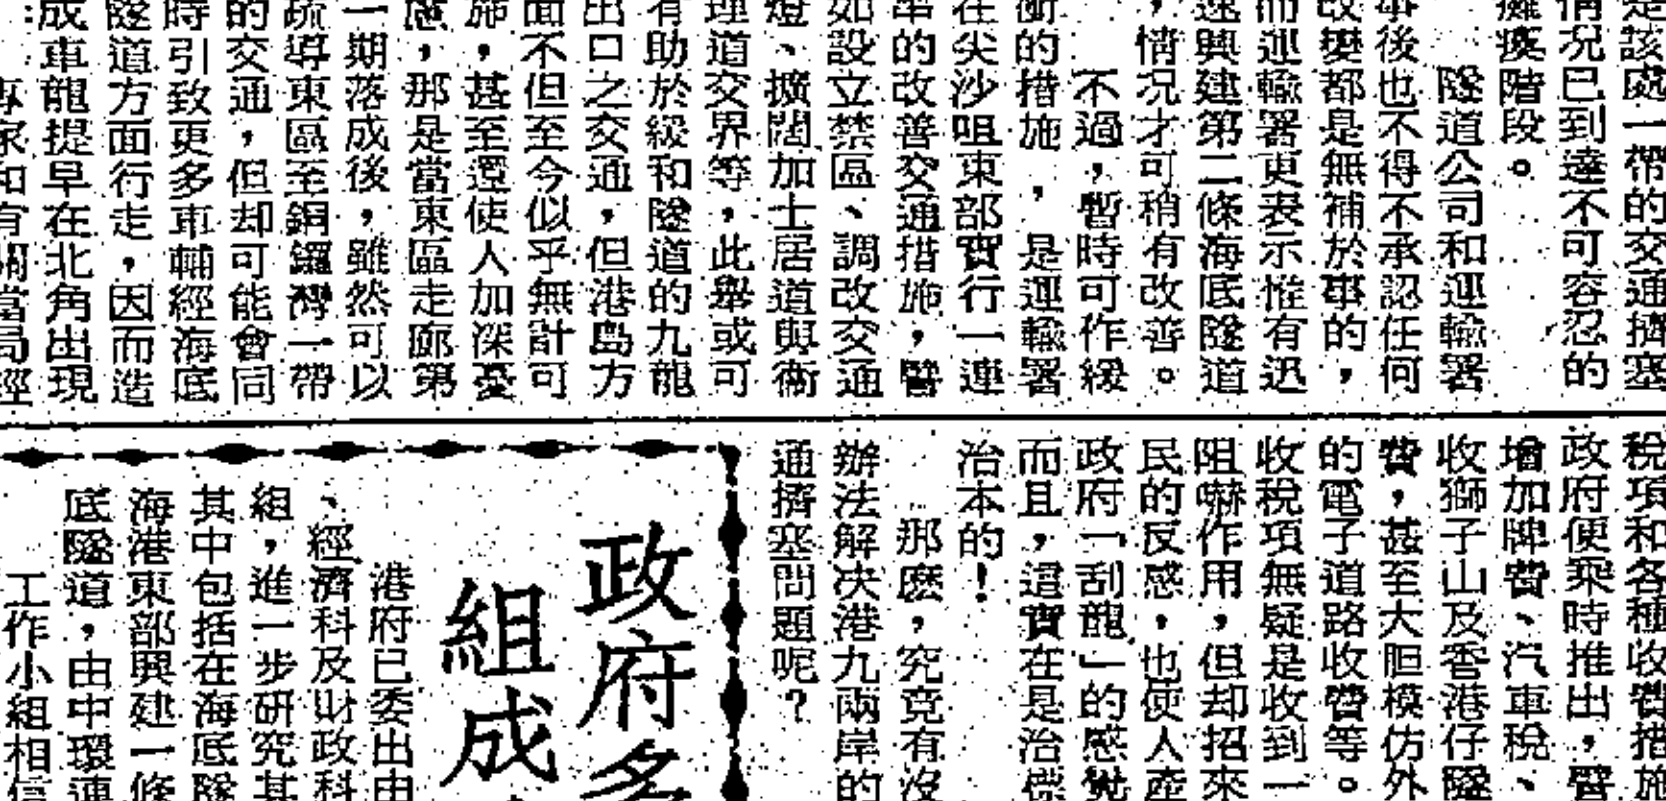 是該處一帶的交通擠塞
情况已到達不可容忍的
癱瘓階段。
隧道公司和運輸署
事後也不得不承認任何
改變都是無補於事的，
而運輸署更表示惟有迅
速興建第二條海底隧道
，情况才可稍有改善。
不過，暫時可作緩
衝的措施，是運輸署
在尖沙咀東部實行一連
串的改善交通措施，譬
如設立禁區、調改交通
燈、擴闊加士居道與衛
理道交界等，此舉或可
有助於緩和隧道的九龍
出口之交通，但港島方
面不但至今似乎無計可
施，甚至還使人加深憂
慮，那是當東區走廊第
一期落成後，雖然可以
疏導東區至銅鑼灣一帶
的交通，但却可能會同
時引致更多車輛經海底
隧道方面行走，因而造
成車龍提早在北角出現
專家和有關當局經
稅項和各種收費措施
政府便乘時推出，譬
增加牌費、汽車稅、
收獅子山及香港仔隧
費，甚至大胆模仿外
的電子道路收費等。
收稅項無疑是收到一
阻嚇作用，但却招來
民的反感，也使人產
政府「刮龍」的感覺
而且，這實在是治標
治本的！
那麽，究竟有沒
辦法解决港九兩岸的
通擠塞問題呢？
政府多
組成
港府已委出由
、經濟科及財政科
組，進一步研究其
其中包括在海底隧
海港東部興建一條
底隧道，由中環連
工作小組相信